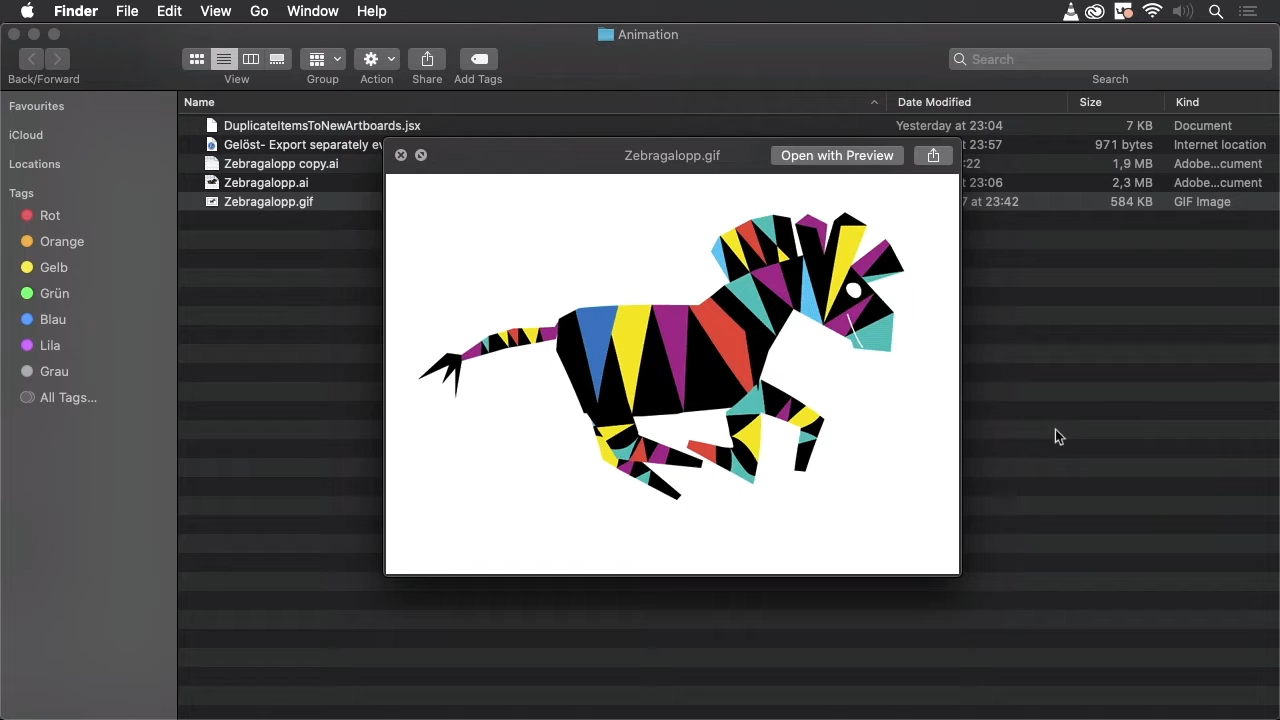 Finder File Edit View Go Window Help
Animation
Search
Back/Forward View Group Action Share Add Tags Search
Favourites
iCloud
Locations
Tags
Rot
Orange
Gelb
Grün
Blau
Lila
Grau
All Tags...
Name Date Modified Size Kind
DuplicateItemsToNewArtboards.jsx Yesterday at 23:04 7 KB Document
Gelöst- Export separately 23:57 971 bytes Internet location
Zebragalopp copy.ai :22 1,9 MB Adobe...cument
Zebragalopp.ai 23:06 2,3 MB Adobe...cument
Zebragalopp.gif at 23:42 584 KB GIF Image
Zebragalopp.gif Open with Preview